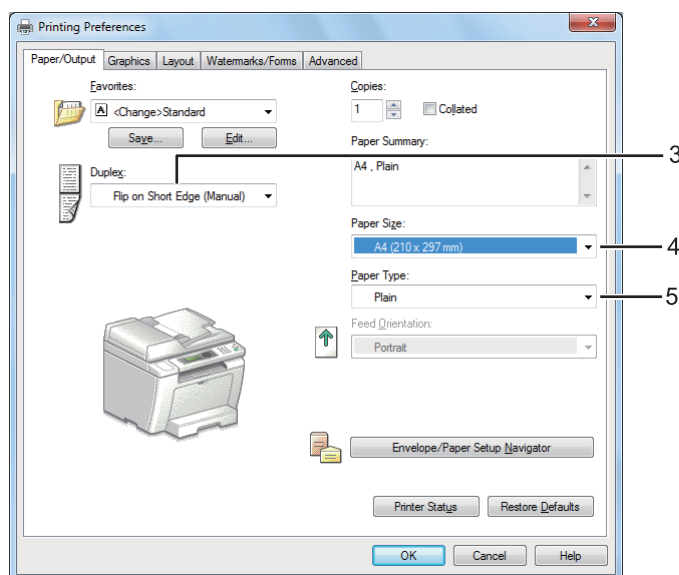 Printing Preferences
Paper/Output Graphics Layout Watermarks/Forms Advanced
Favorites:
A <Change>Standard
Save... Edit...
Duplex:
Flip on Short Edge (Manual)
Copies:
1 Collated
Paper Summary:
A4 , Plain
3
Paper Size:
A4 (210 x 297 mm)
4
Paper Type:
Plain
5
Feed Orientation:
Portrait
Envelope/Paper Setup Navigator
Printer Status Restore Defaults
OK Cancel Help